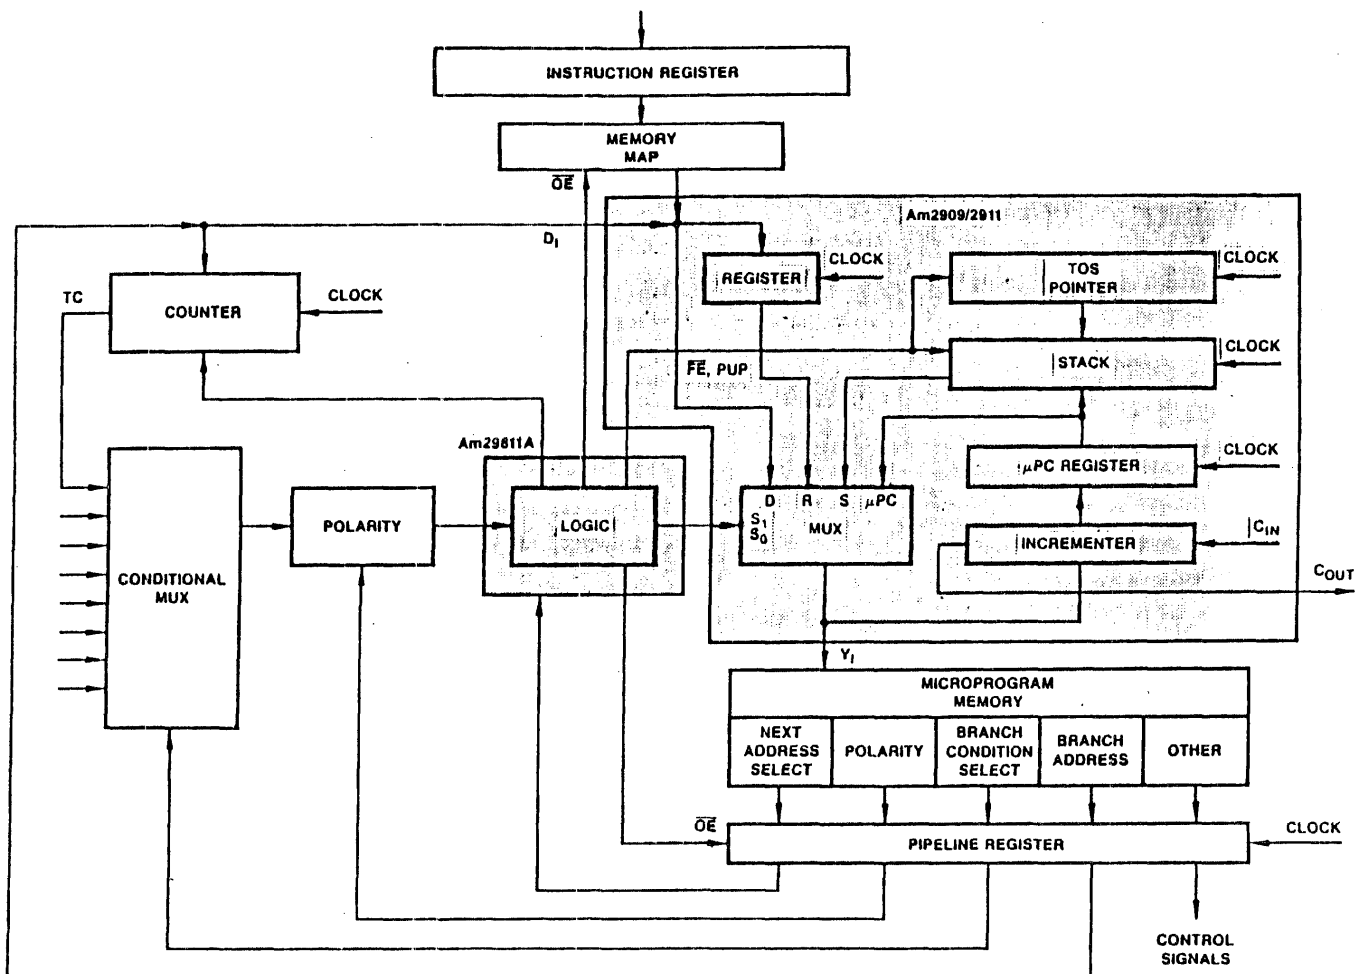 INSTRUCTION REGISTER
MEMORY
MAP
OE
Am2909/2911
DI
REGISTER
CLOCK
TOS
POINTER
CLOCK
TC
COUNTER
CLOCK
STACK
CLOCK
FE, PUP
Am29811A
μPC REGISTER
CLOCK
D R S μPC
S1
S0
MUX
POLARITY
LOGIC
INCREMENTER
CIN
COUT
CONDITIONAL
MUX
YI
MICROPROGRAM
MEMORY
NEXT
ADDRESS
SELECT
POLARITY
BRANCH
CONDITION
SELECT
BRANCH
ADDRESS
OTHER
OE
PIPELINE REGISTER
CLOCK
CONTROL
SIGNALS